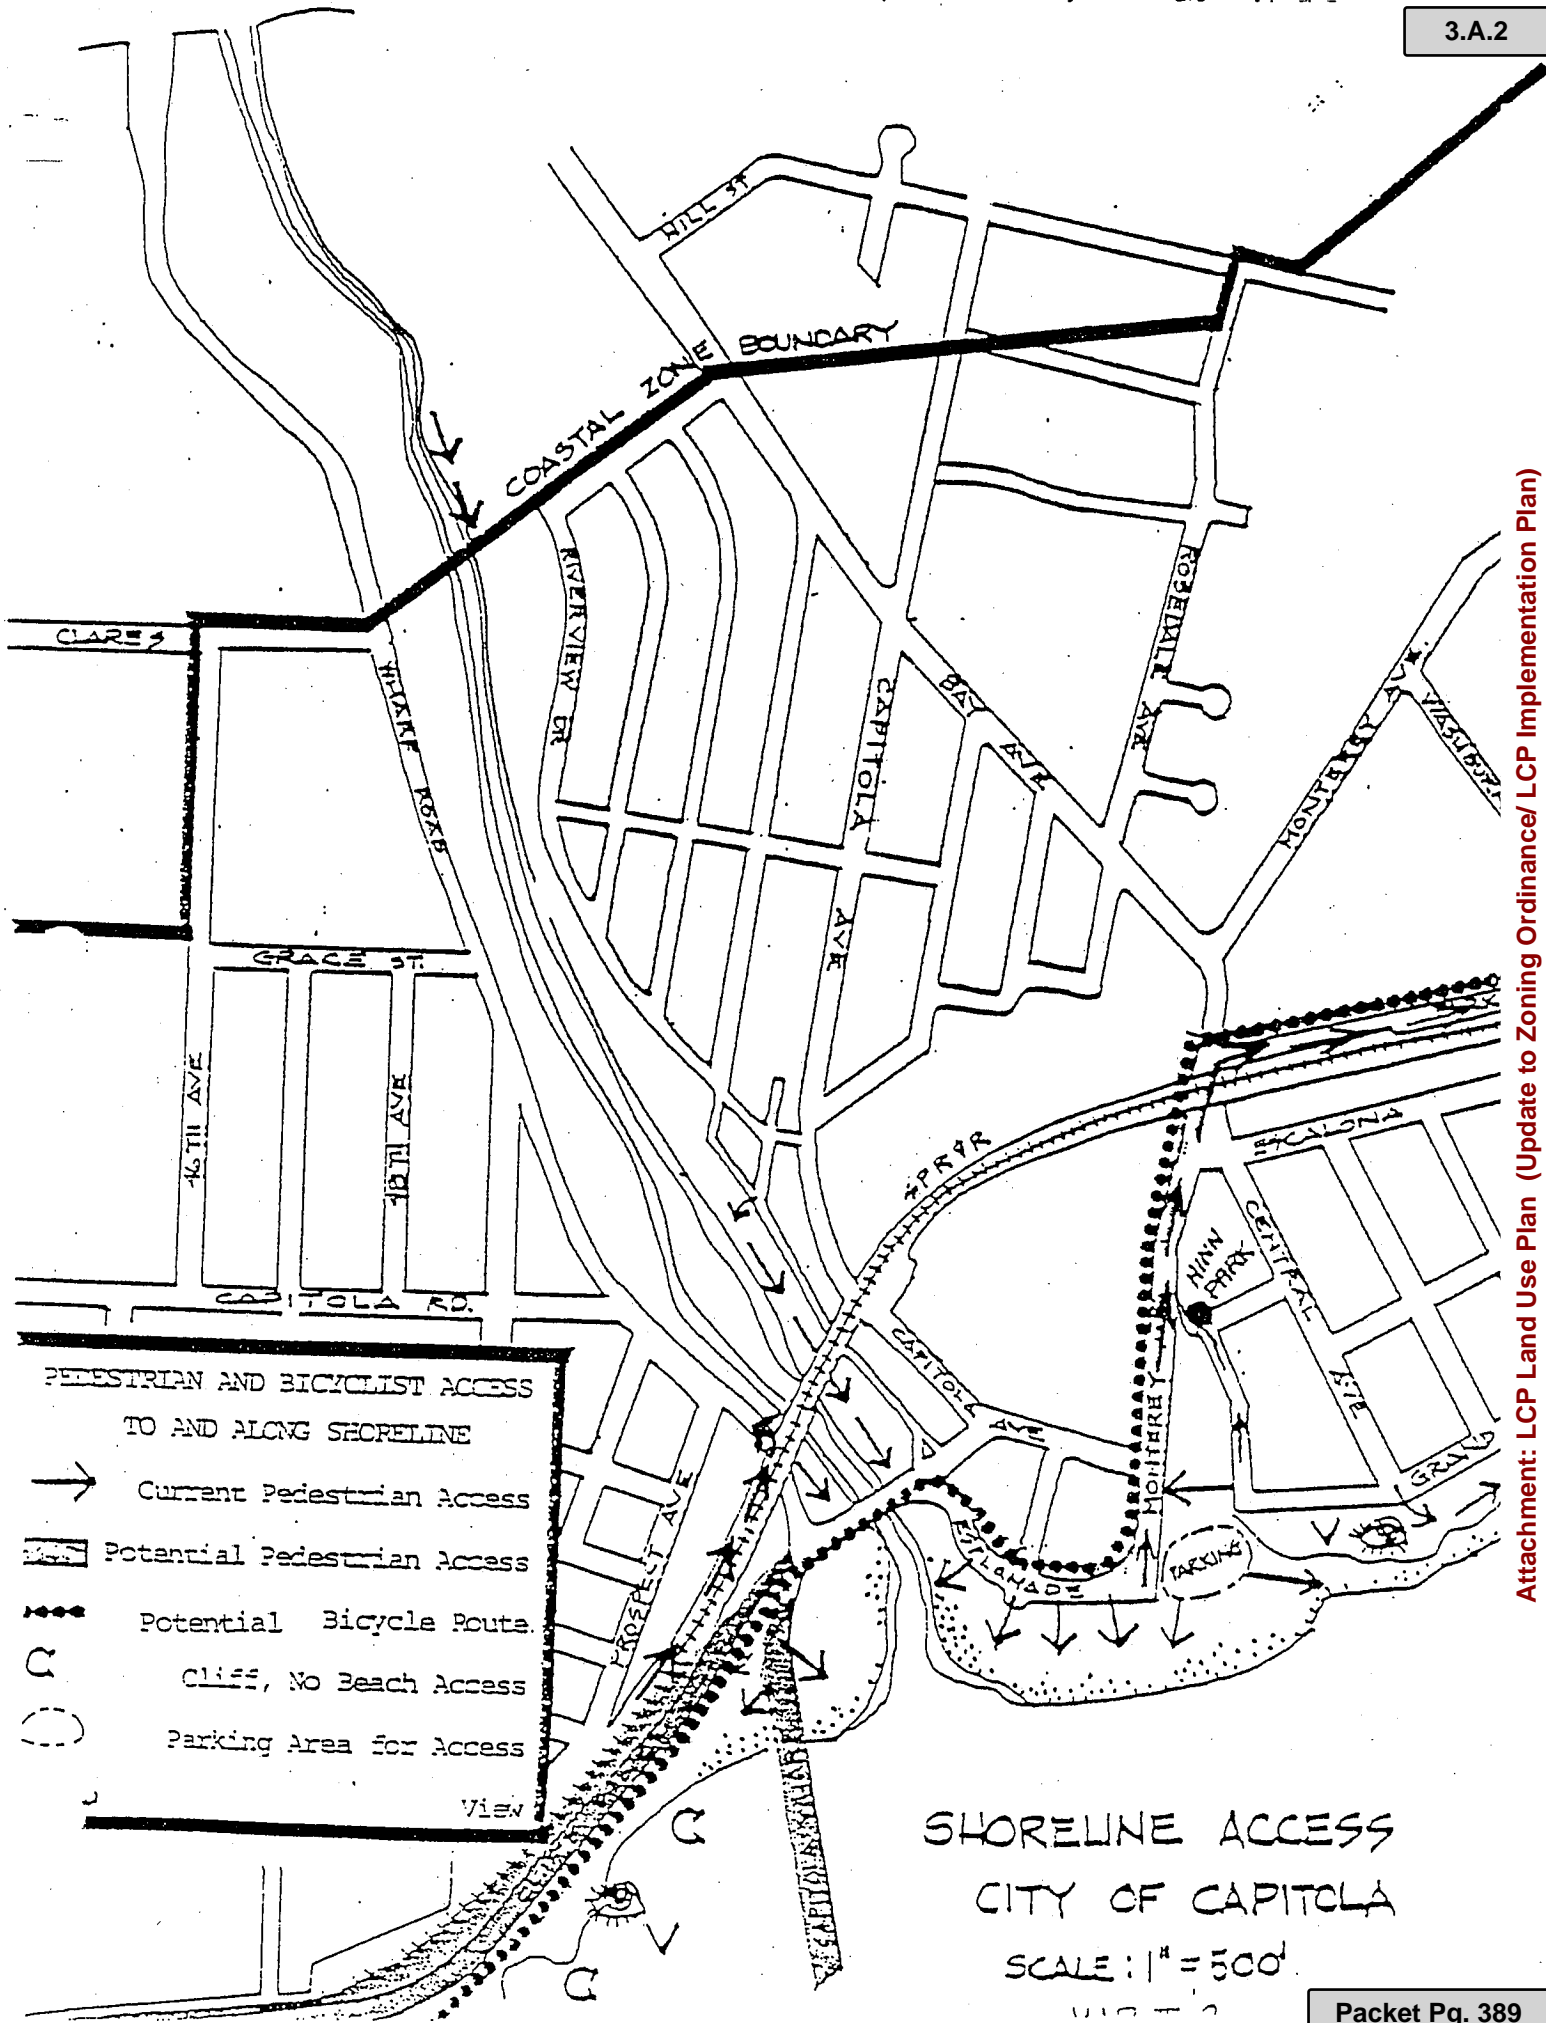 3.A.2
HILL ST
COASTAL ZONE BOUNDARY
CLARES
WHARF ROAD
RIVERVIEW DR
CAPITOLA AVE
BAY AVE
ROSEDALE AVE
MONTEREY AVE.
GRACE ST.
46TH AVE
48TH AVE
CAPITOLA RD.
SPRR
ESCALONA
CENTRAL AVE
CAPITOLA AVE
MONTEREY
PARK
GRAND
ESPLANADE
PARKING
PROSPECT AVE
PEDESTRIAN AND BICYCLIST ACCESS
TO AND ALONG SHORELINE
Current Pedestrian Access
Potential Pedestrian Access
Potential Bicycle Route
Cliff, No Beach Access
Parking Area for Access
View
C
C
SHORELINE ACCESS
CITY OF CAPITOLA
SCALE: 1" = 500'
Attachment: LCP Land Use Plan (Update to Zoning Ordinance/ LCP Implementation Plan)
Packet Pg. 389